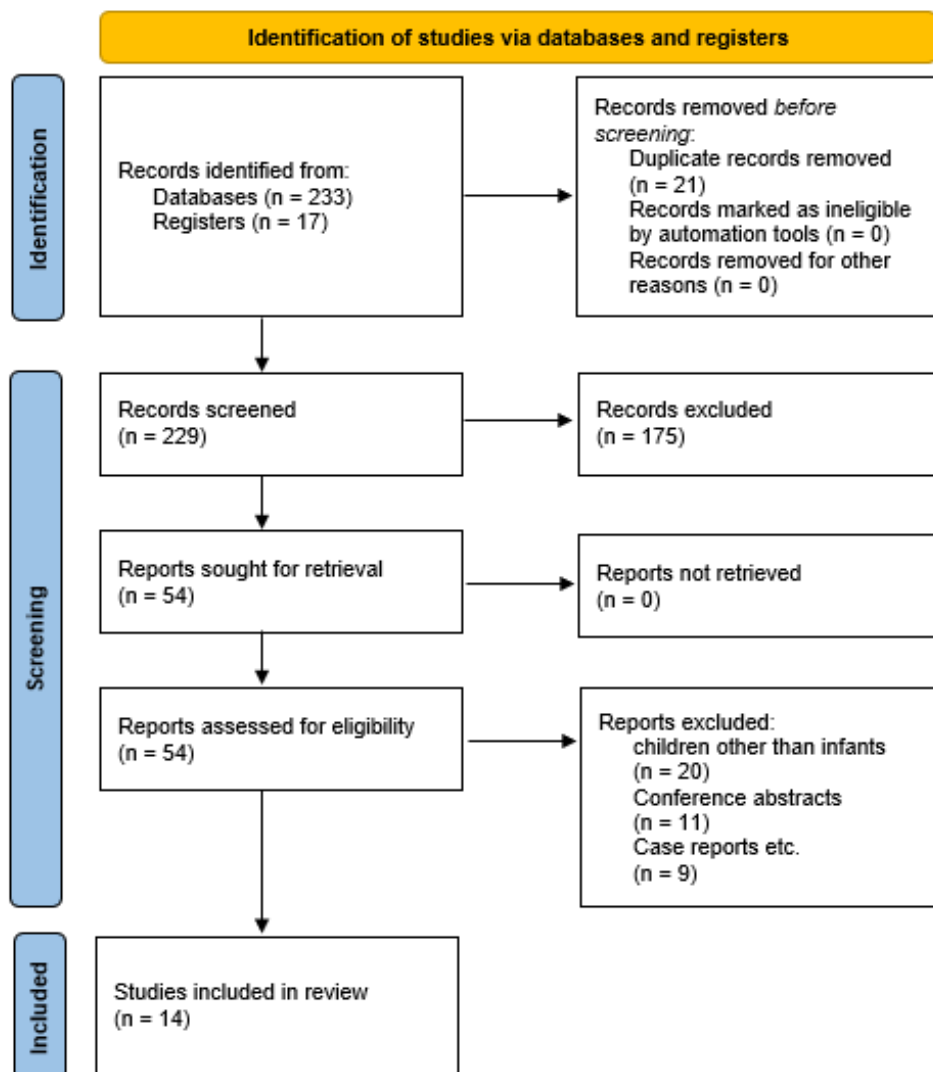 Identification of studies via databases and registers
Identification
Records identified from:
Databases (n = 233)
Registers (n = 17)
Records removed before
screening:
Duplicate records removed
(n = 21)
Records marked as ineligible
by automation tools (n = 0)
Records removed for other
reasons (n = 0)
Screening
Records screened
(n = 229)
Records excluded
(n = 175)
Reports sought for retrieval
(n = 54)
Reports not retrieved
(n = 0)
Reports assessed for eligibility
(n = 54)
Reports excluded:
children other than infants
(n = 20)
Conference abstracts
(n = 11)
Case reports etc.
(n = 9)
Included
Studies included in review
(n = 14)